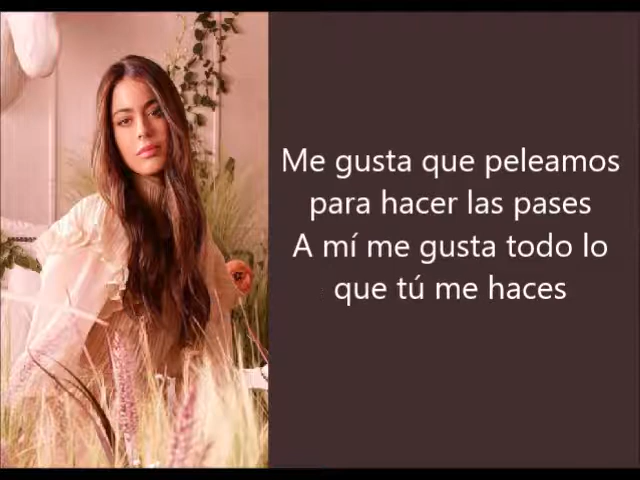 Me gusta que peleamos
para hacer las pases
A mí me gusta todo lo
que tú me haces